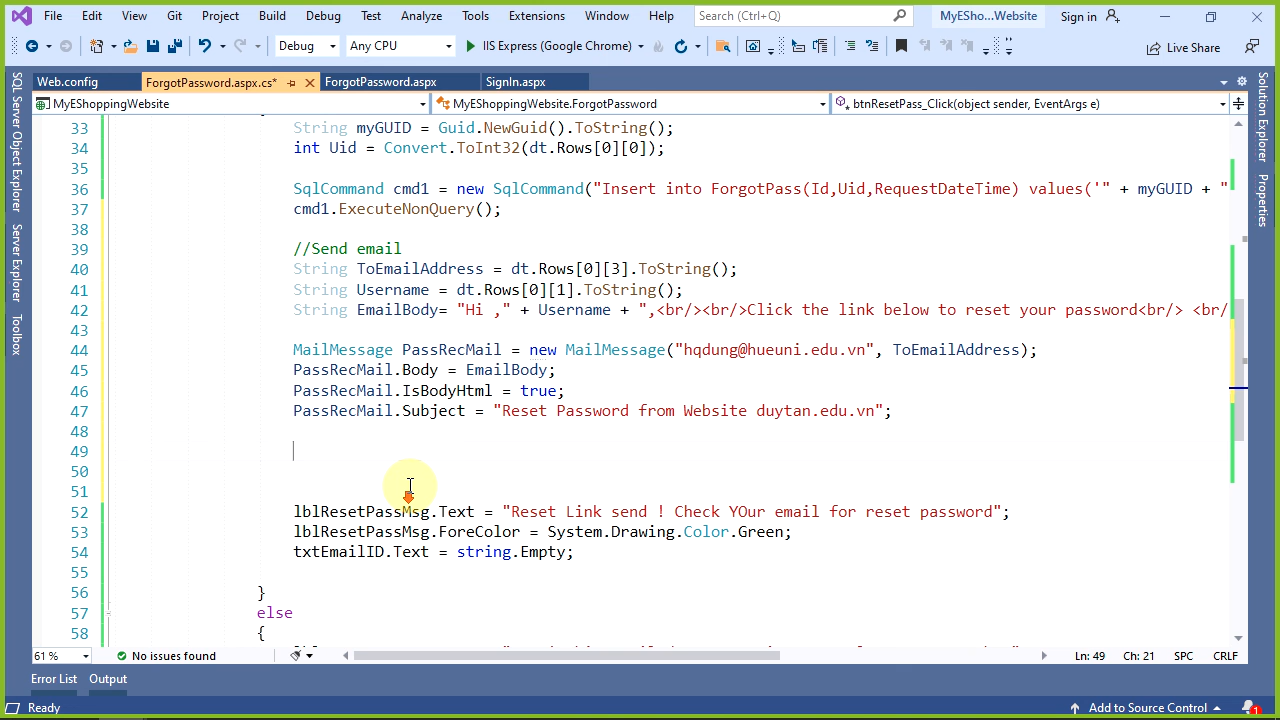 File Edit View Git Project Build Debug Test Analyze Tools Extensions Window Help Search (Ctrl+Q) MyESho...Website Sign in
Debug Any CPU IIS Express (Google Chrome) Live Share
Web.config ForgotPassword.aspx.cs* ForgotPassword.aspx SignIn.aspx
MyEShoppingWebsite MyEShoppingWebsite.ForgotPassword btnResetPass_Click(object sender, EventArgs e)
SQL Server Object Explorer
Server Explorer
Toolbox
Solution Explorer
Properties
33 String myGUID = Guid.NewGuid().ToString();
34 int Uid = Convert.ToInt32(dt.Rows[0][0]);
35
36 SqlCommand cmd1 = new SqlCommand("Insert into ForgotPass(Id,Uid,RequestDateTime) values('" + myGUID + "
37 cmd1.ExecuteNonQuery();
38
39 //Send email
40 String ToEmailAddress = dt.Rows[0][3].ToString();
41 String Username = dt.Rows[0][1].ToString();
42 String EmailBody= "Hi ," + Username + ",<br/><br/>Click the link below to reset your password<br/> <br/
43
44 MailMessage PassRecMail = new MailMessage("hqdung@hueuni.edu.vn", ToEmailAddress);
45 PassRecMail.Body = EmailBody;
46 PassRecMail.IsBodyHtml = true;
47 PassRecMail.Subject = "Reset Password from Website duytan.edu.vn";
48
49
50
51
52 lblResetPassMsg.Text = "Reset Link send ! Check YOur email for reset password";
53 lblResetPassMsg.ForeColor = System.Drawing.Color.Green;
54 txtEmailID.Text = string.Empty;
55
56 }
57 else
58 {
61 % No issues found Ln: 49 Ch: 21 SPC CRLF
Error List Output
Ready Add to Source Control 1